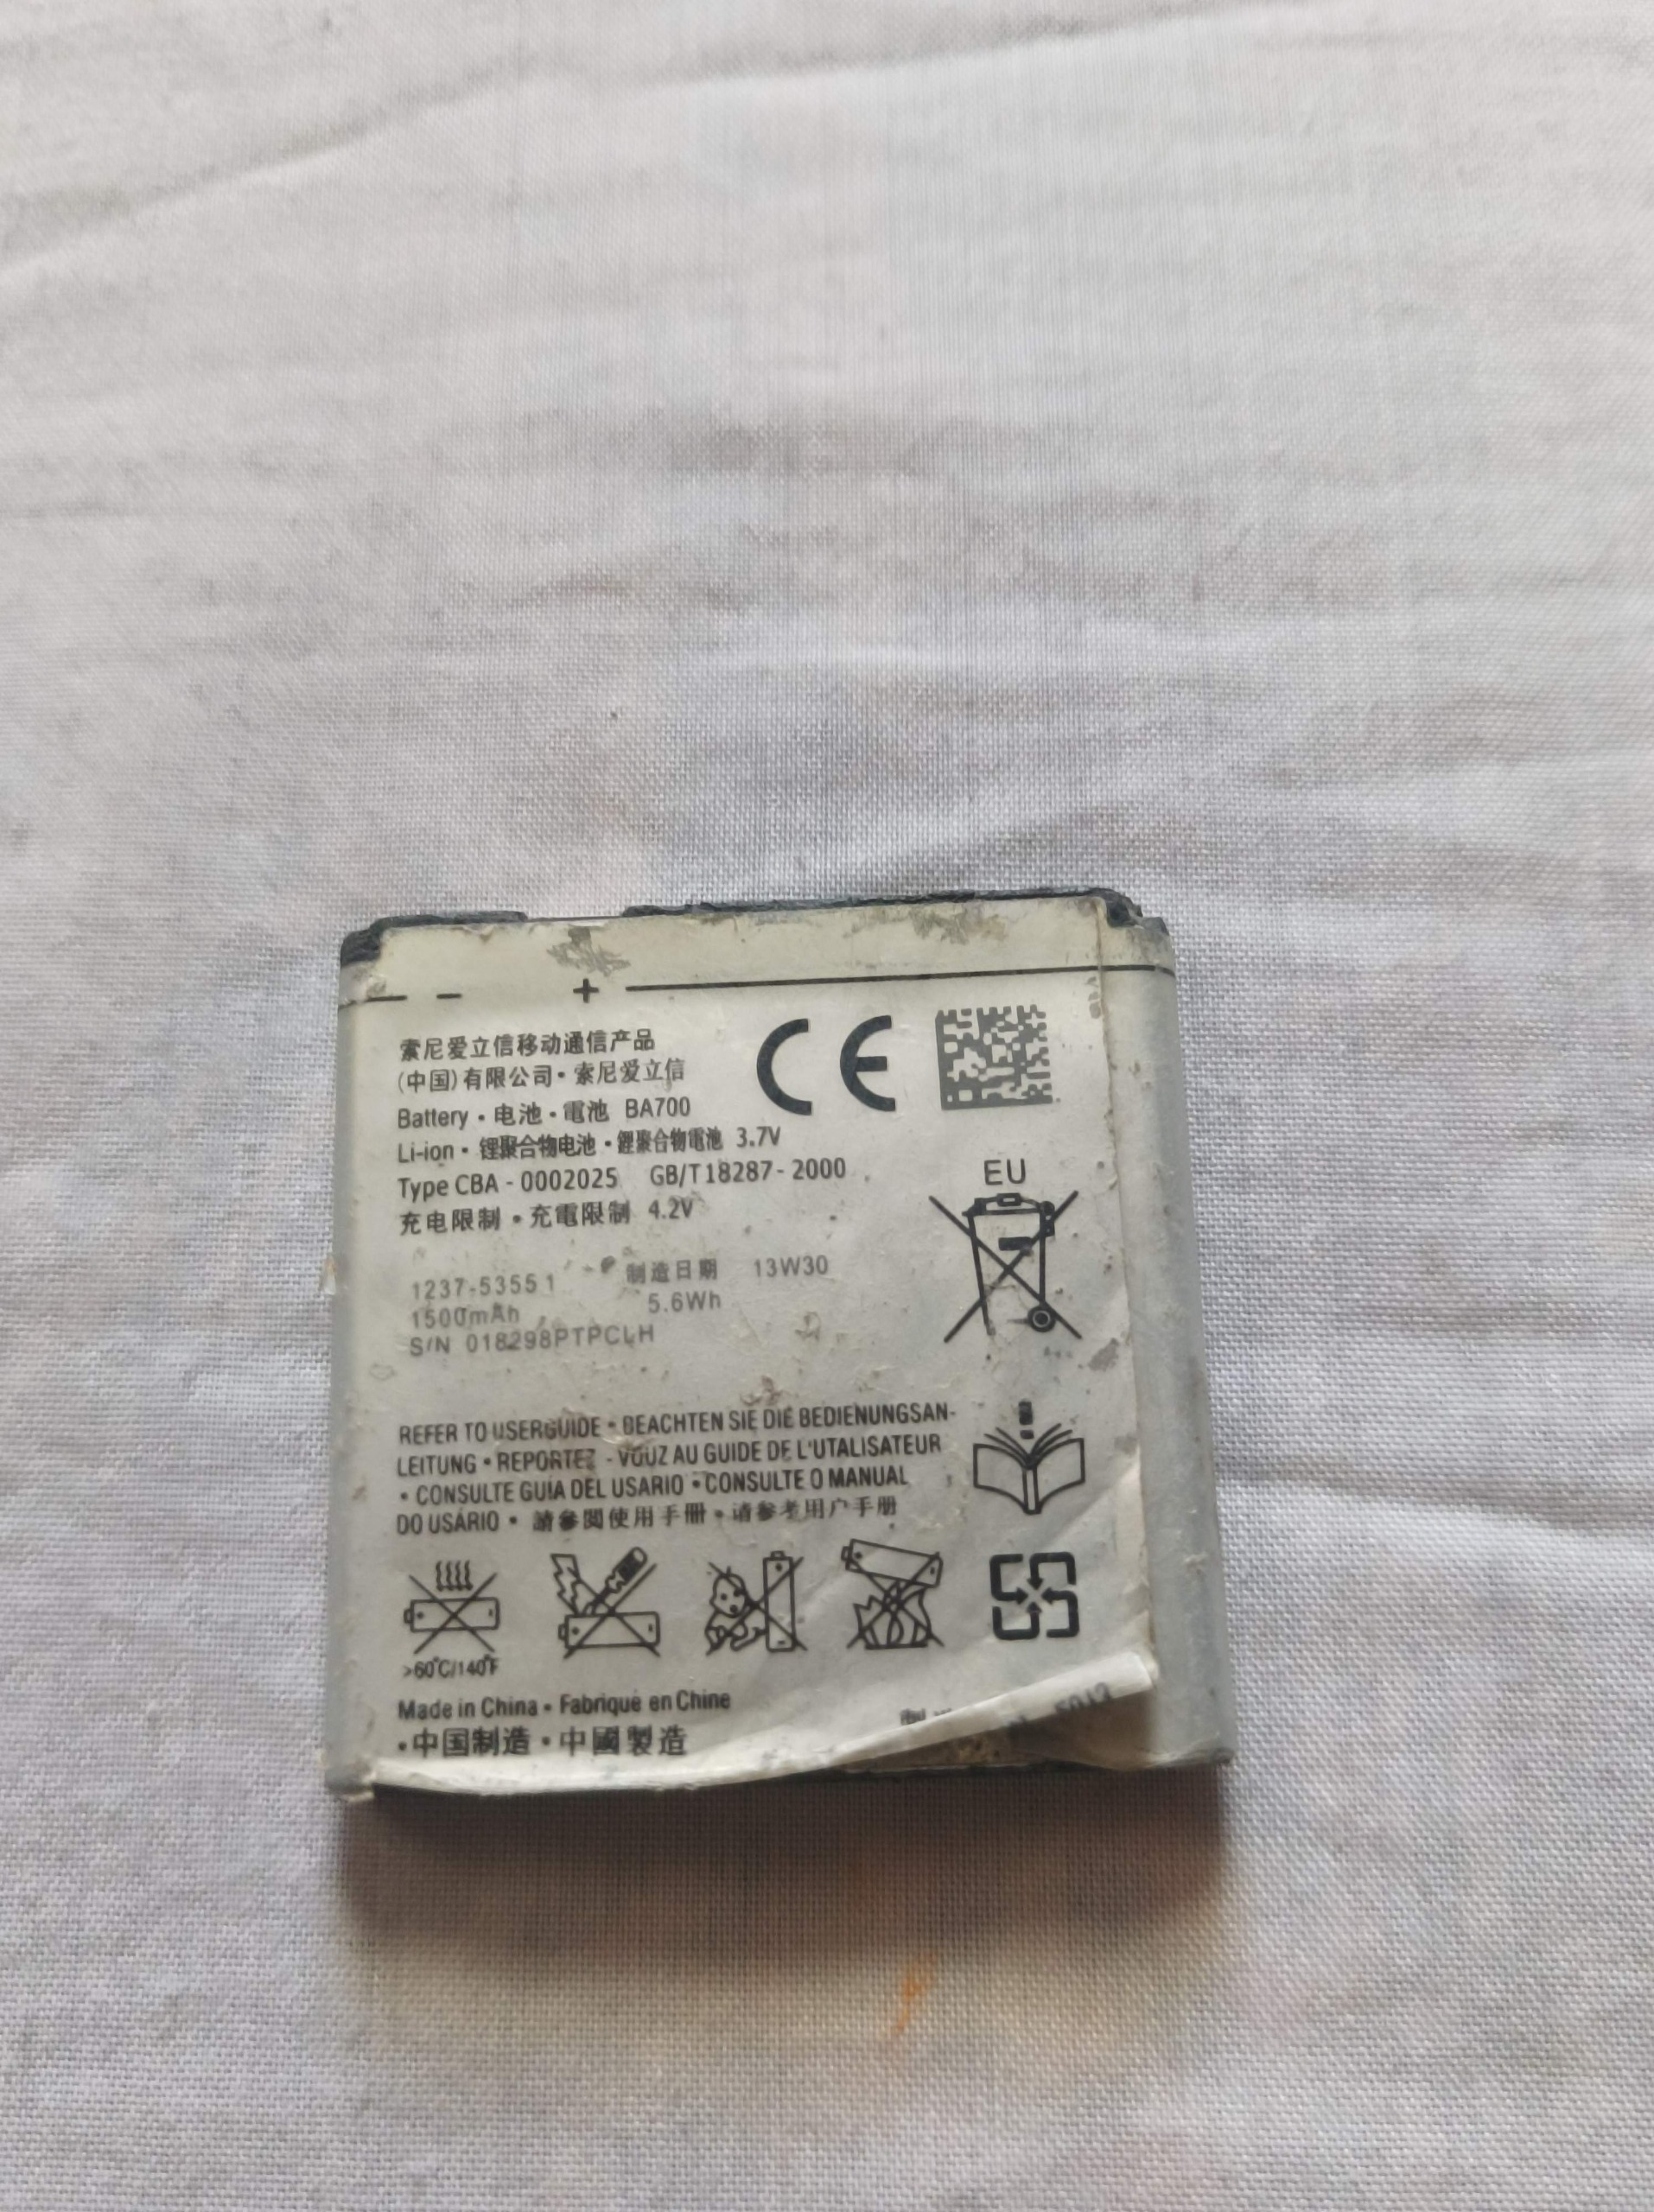 − +
索尼爱立信移动通信产品
(中国)有限公司・索尼爱立信
CE
Battery・电池・電池 BA700
Li-ion・锂聚合物电池・鋰聚合物電池 3.7V
Type CBA - 0002025 GB/T18287-2000
充电限制・充電限制 4.2V
EU
1237-5355 1 制造日期 13W30
1500mAh 5.6Wh
S/N 018298PTPCLH
REFER TO USERGUIDE • BEACHTEN SIE DIE BEDIENUNGSAN-
LEITUNG • REPORTEZ - VOUZ AU GUIDE DE L'UTALISATEUR
• CONSULTE GUIA DEL USARIO • CONSULTE O MANUAL
DO USÁRIO • 請參閱使用手冊・请参考用户手册
>60°C/140°F
Made in China • Fabriqué en Chine
・中国制造・中國製造